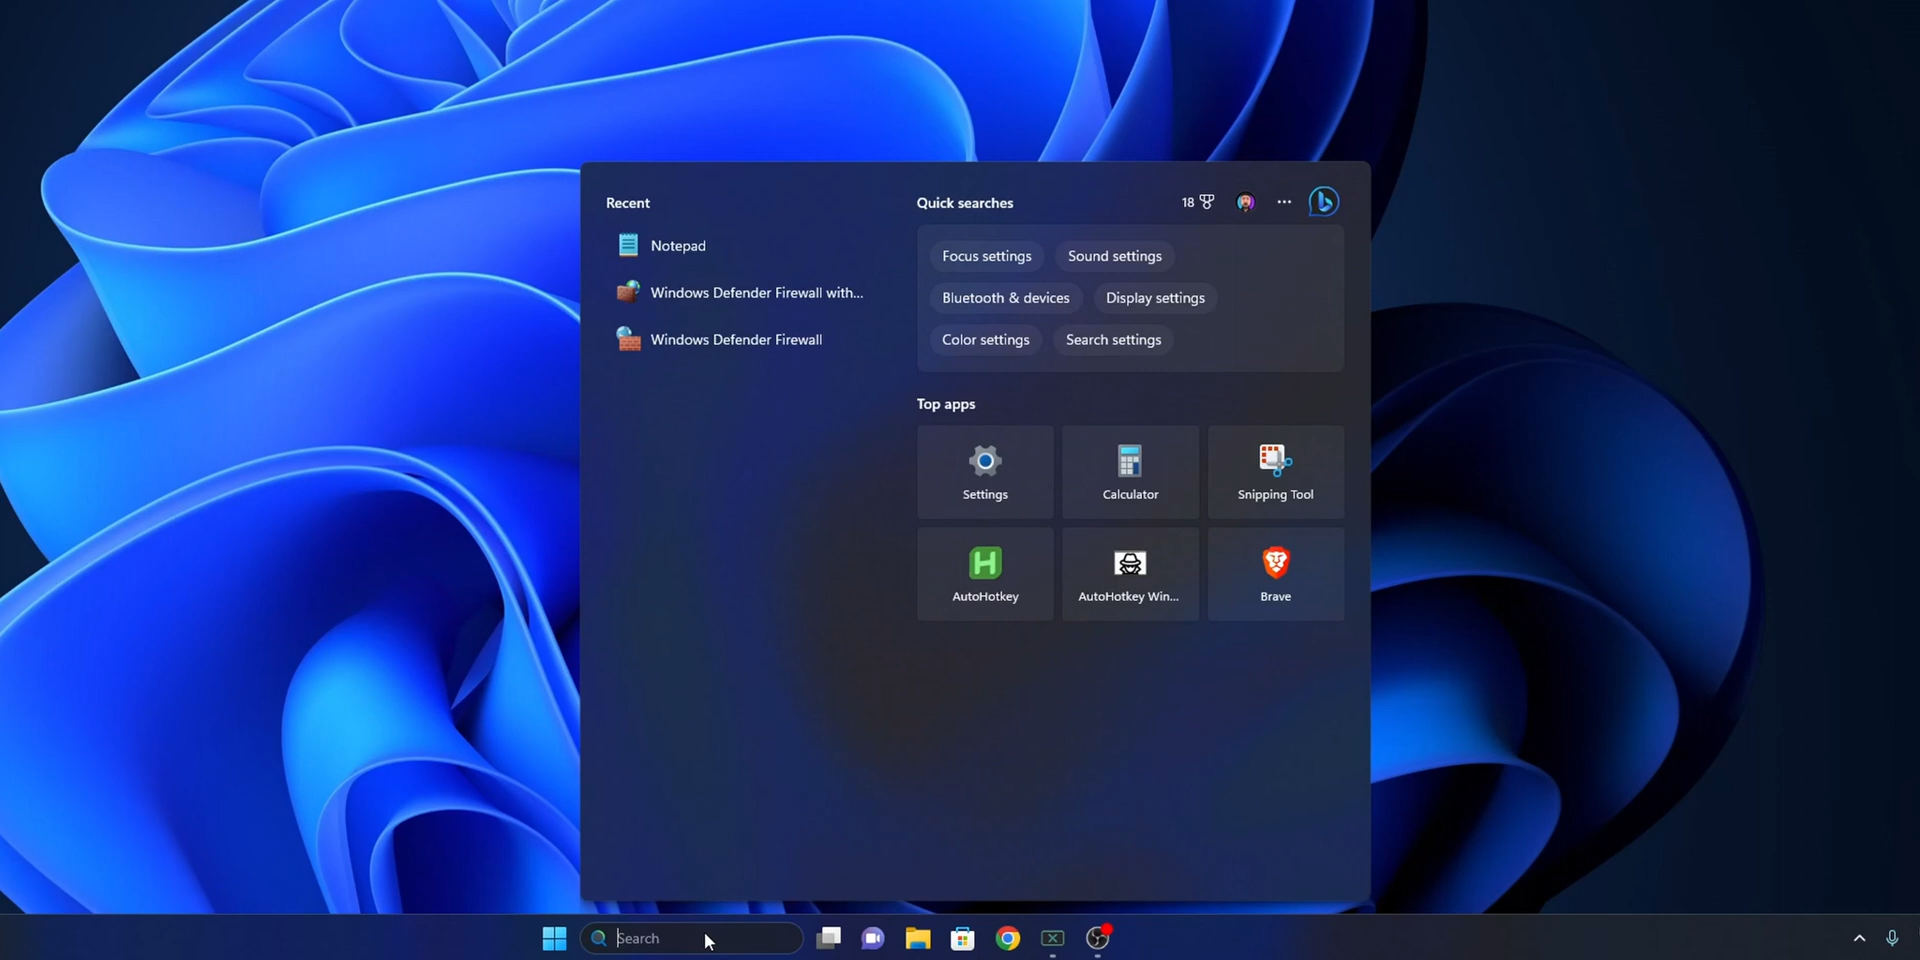 Recent
Notepad
Windows Defender Firewall with...
Windows Defender Firewall
Quick searches
18
Focus settings
Sound settings
Bluetooth & devices
Display settings
Color settings
Search settings
Top apps
Settings
Calculator
Snipping Tool
AutoHotkey
AutoHotkey Win...
Brave
Search